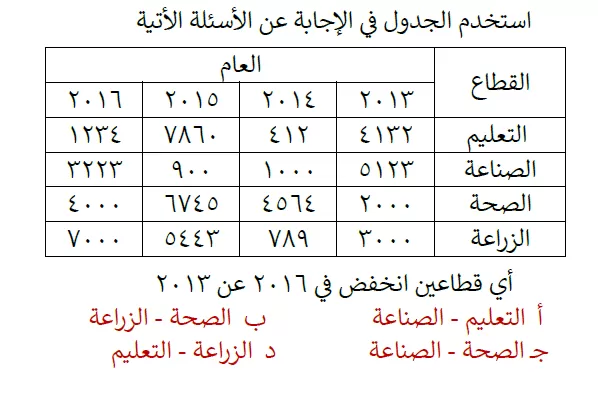 استخدم الجدول في الإجابة عن الأسئلة الأتية
القطاع العام
٢٠١٣ ٢٠١٤ ٢٠١٥ ٢٠١٦
التعليم ٤١٣٢ ٤١٢ ٧٨٦٠ ١٢٣٤
الصناعة ٥١٢٣ ١٠٠٠ ٩٠٠ ٣٢٢٣
الصحة ٢٠٠٠ ٤٥٦٤ ٦٧٤٥ ٤٠٠٠
الزراعة ٣٠٠٠ ٧٨٩ ٥٤٤٣ ٧٠٠٠
أي قطاعين انخفض في ٢٠١٦ عن ٢٠١٣
أ التعليم - الصناعة ب الصحة - الزراعة
جـ الصحة - الصناعة د الزراعة - التعليم